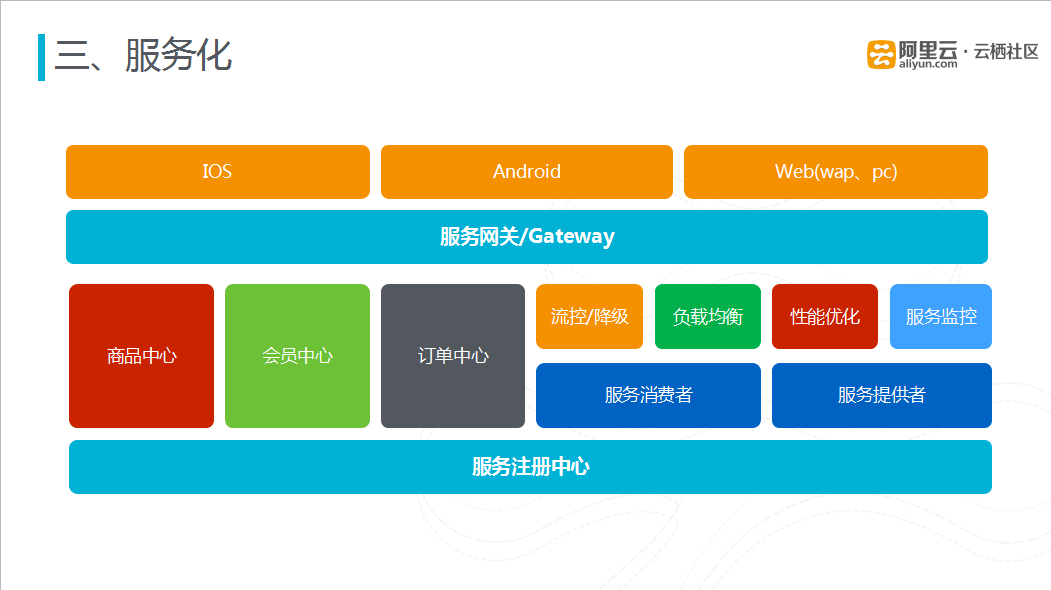 三、服务化
阿里云·云栖社区
aliyun.com
IOS
Android
Web(wap、pc)
服务网关/Gateway
商品中心
会员中心
订单中心
流控/降级
负载均衡
性能优化
服务监控
服务消费者
服务提供者
服务注册中心